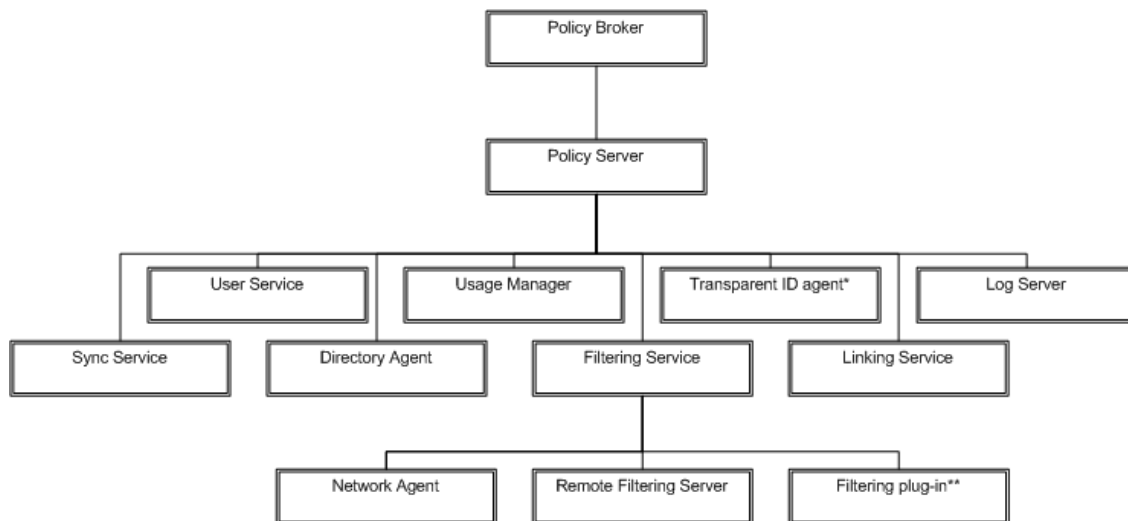 Policy Broker
Policy Server
User Service
Usage Manager
Transparent ID agent*
Log Server
Sync Service
Directory Agent
Filtering Service
Linking Service
Network Agent
Remote Filtering Server
Filtering plug-in**